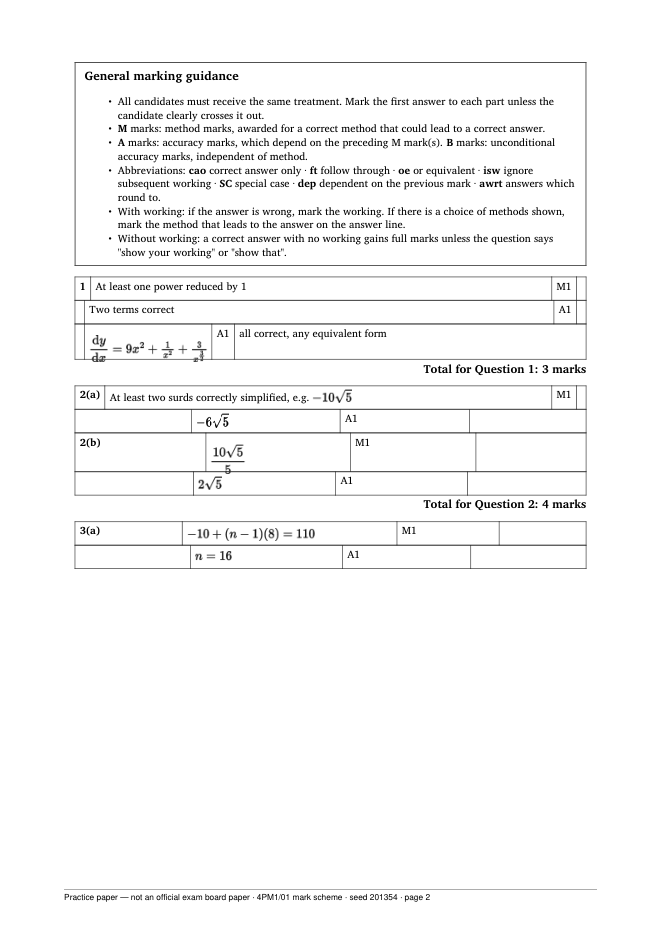 General marking guidance
• All candidates must receive the same treatment. Mark the first answer to each part unless the
candidate clearly crosses it out.
• M marks: method marks, awarded for a correct method that could lead to a correct answer.
• A marks: accuracy marks, which depend on the preceding M mark(s). B marks: unconditional
accuracy marks, independent of method.
• Abbreviations: cao correct answer only · ft follow through · oe or equivalent · isw ignore
subsequent working · SC special case · dep dependent on the previous mark · awrt answers which
round to.
• With working: if the answer is wrong, mark the working. If there is a choice of methods shown,
mark the method that leads to the answer on the answer line.
• Without working: a correct answer with no working gains full marks unless the question says
"show your working" or "show that".
1 At least one power reduced by 1 M1
Two terms correct A1
dy/dx = 9x² + 1/x² + 3/x^(3/2) A1 all correct, any equivalent form
Total for Question 1: 3 marks
2(a) At least two surds correctly simplified, e.g. −10√5 M1
−6√5 A1
2(b) 10√5/5 M1
2√5 A1
Total for Question 2: 4 marks
3(a) −10 + (n − 1)(8) = 110 M1
n = 16 A1
Practice paper — not an official exam board paper · 4PM1/01 mark scheme · seed 201354 · page 2